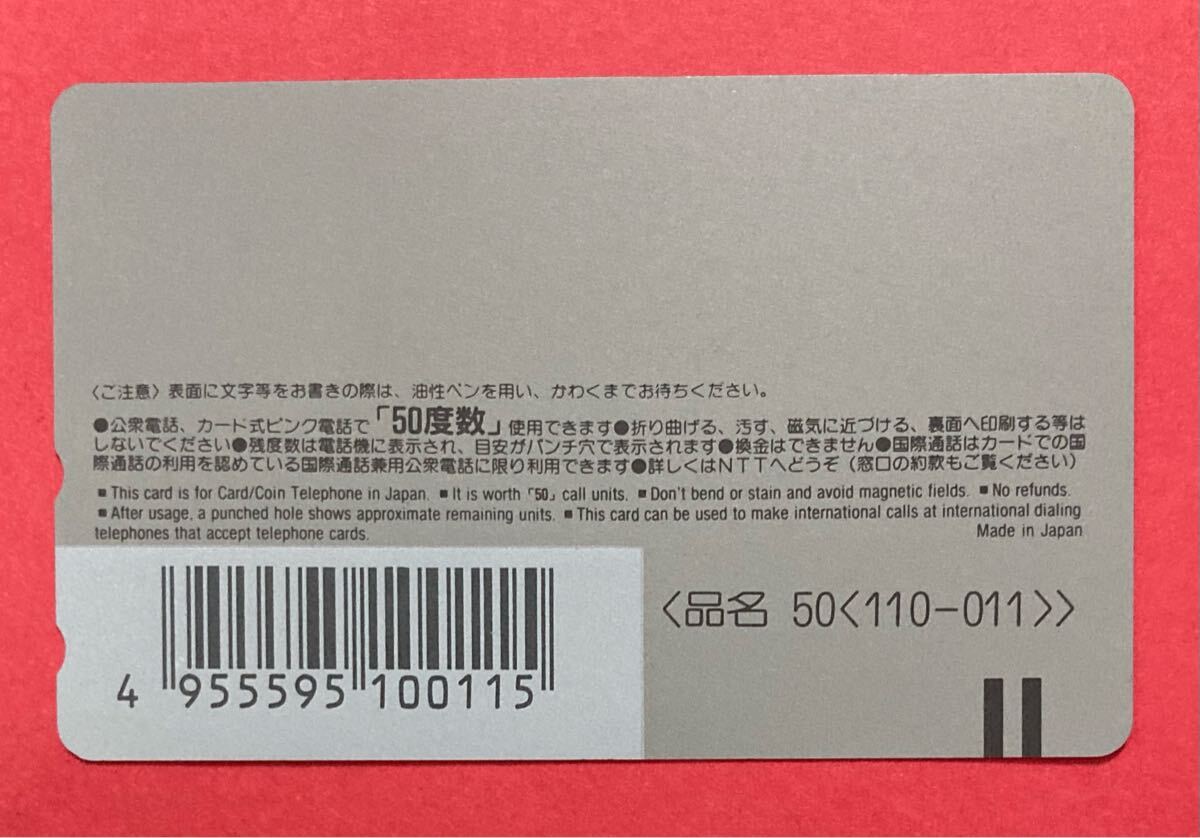 〈ご注意〉表面に文字等をお書きの際は、油性ペンを用い、かわくまでお待ちください。
●公衆電話、カード式ピンク電話で「50度数」使用できます●折り曲げる、汚す、磁気に近づける、裏面へ印刷する等は
しないでください●残度数は電話機に表示され、目安がパンチ穴で表示されます●換金はできません●国際通話はカードでの国
際通話の利用を認めている国際通話兼用公衆電話に限り利用できます●詳しくはNTTへどうぞ(窓口の約款もご覧ください)
■This card is for Card/Coin Telephone in Japan. ■It is worth「50」call units. ■Don't bend or stain and avoid magnetic fields. ■No refunds.
■After usage, a punched hole shows approximate remaining units. ■This card can be used to make international calls at international dialing
telephones that accept telephone cards. Made in Japan
〈品名 50〈110-011〉〉
4 955595 100115